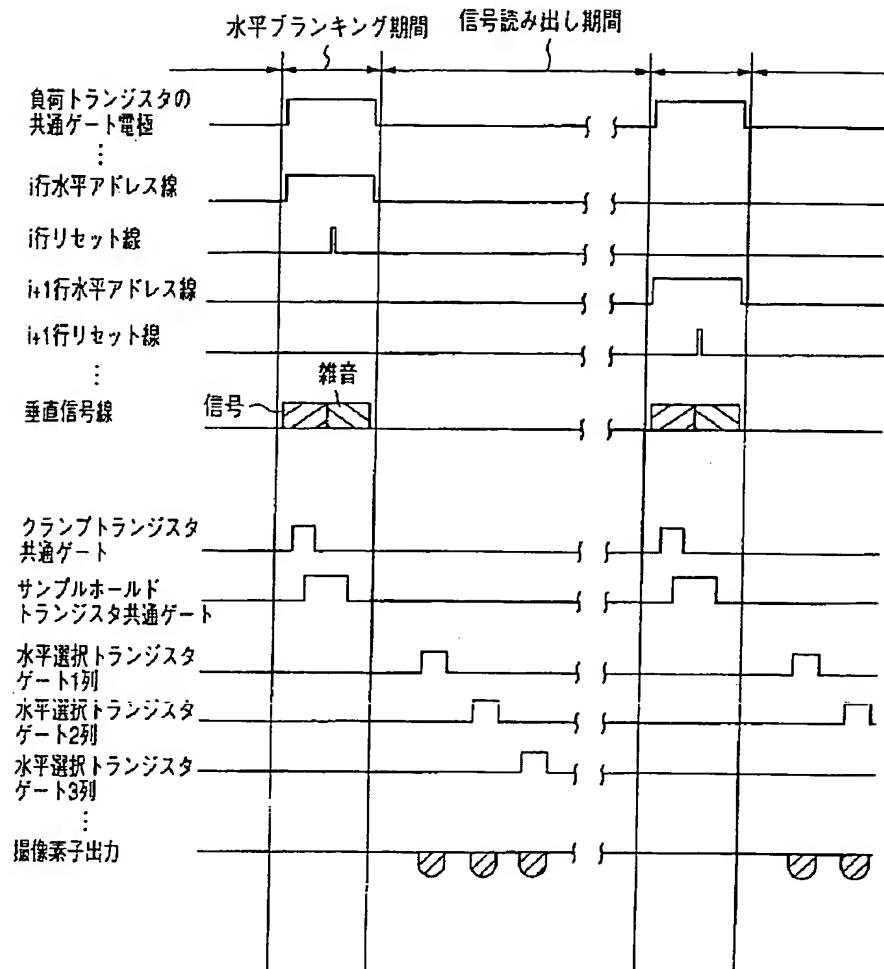 水平ブランキング期間
信号読み出し期間
負荷トランジスタの
共通ゲート電極
⋮
i行水平アドレス線
i行リセット線
i+1行水平アドレス線
i+1行リセット線
⋮
雑音
信号
垂直信号線
クランプトランジスタ
共通ゲート
サンプルホールド
トランジスタ共通ゲート
水平選択トランジスタ
ゲート1列
水平選択トランジスタ
ゲート2列
水平選択トランジスタ
ゲート3列
⋮
撮像素子出力